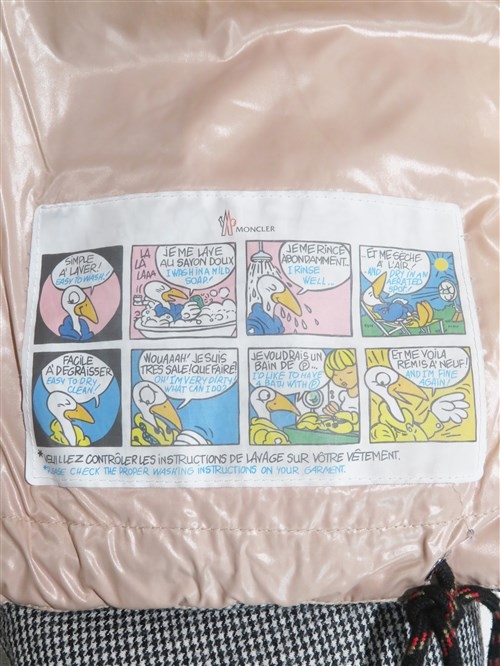 MONCLER
SIMPLE
À LAVER!
EASY TO WASH!
LA
LA
LAAA
JE ME LAVE
AU SAVON DOUX
I WASH IN A MILD
SOAP!
JE ME RINCE
ABONDAMMENT...
I RINSE
WELL...
...ET ME SECHE
À L'AIR!
AND I DRY IN AN
AERATED
SPOT!
FACILE
À DEGRAISSER
EASY TO DRY
CLEAN!
WOUAAAH! JE SUIS
TRES SALE! QUE FAIRE!
OH! I'M VERY DIRTY
WHAT CAN I DO?
JE VOUDRAIS UN
BAIN DE P...
I'D LIKE TO HAVE
A BATH WITH P
ET ME VOILA
REMIS À NEUF!
AND I'M FINE
AGAIN!
*VEUILLEZ CONTRÔLER LES INSTRUCTIONS DE LAVAGE SUR VÔTRE VÊTEMENT.
*PLEASE CHECK THE PROPER WASHING INSTRUCTIONS ON YOUR GARMENT.